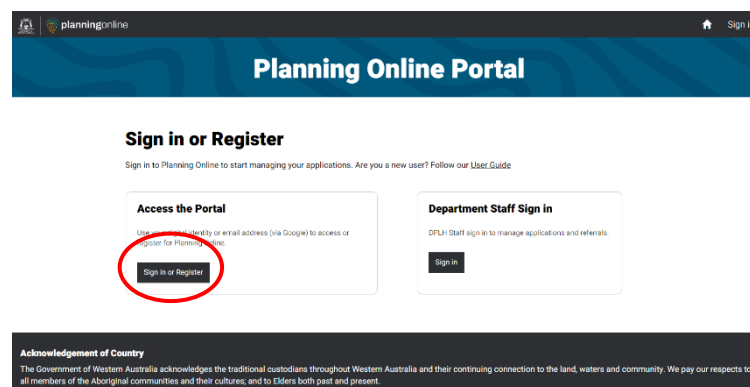 planningonline
Sign i
Planning Online Portal
Sign in or Register
Sign in to Planning Online to start managing your applications. Are you a new user? Follow our User Guide
Access the Portal
Use your digital identity or email address (via Google) to access or
register for Planning Online.
Sign in or Register
Department Staff Sign in
DPLH Staff sign in to manage applications and referrals.
Sign in
Acknowledgement of Country
The Government of Western Australia acknowledges the traditional custodians throughout Western Australia and their continuing connection to the land, waters and community. We pay our respects to
all members of the Aboriginal communities and their cultures; and to Elders both past and present.